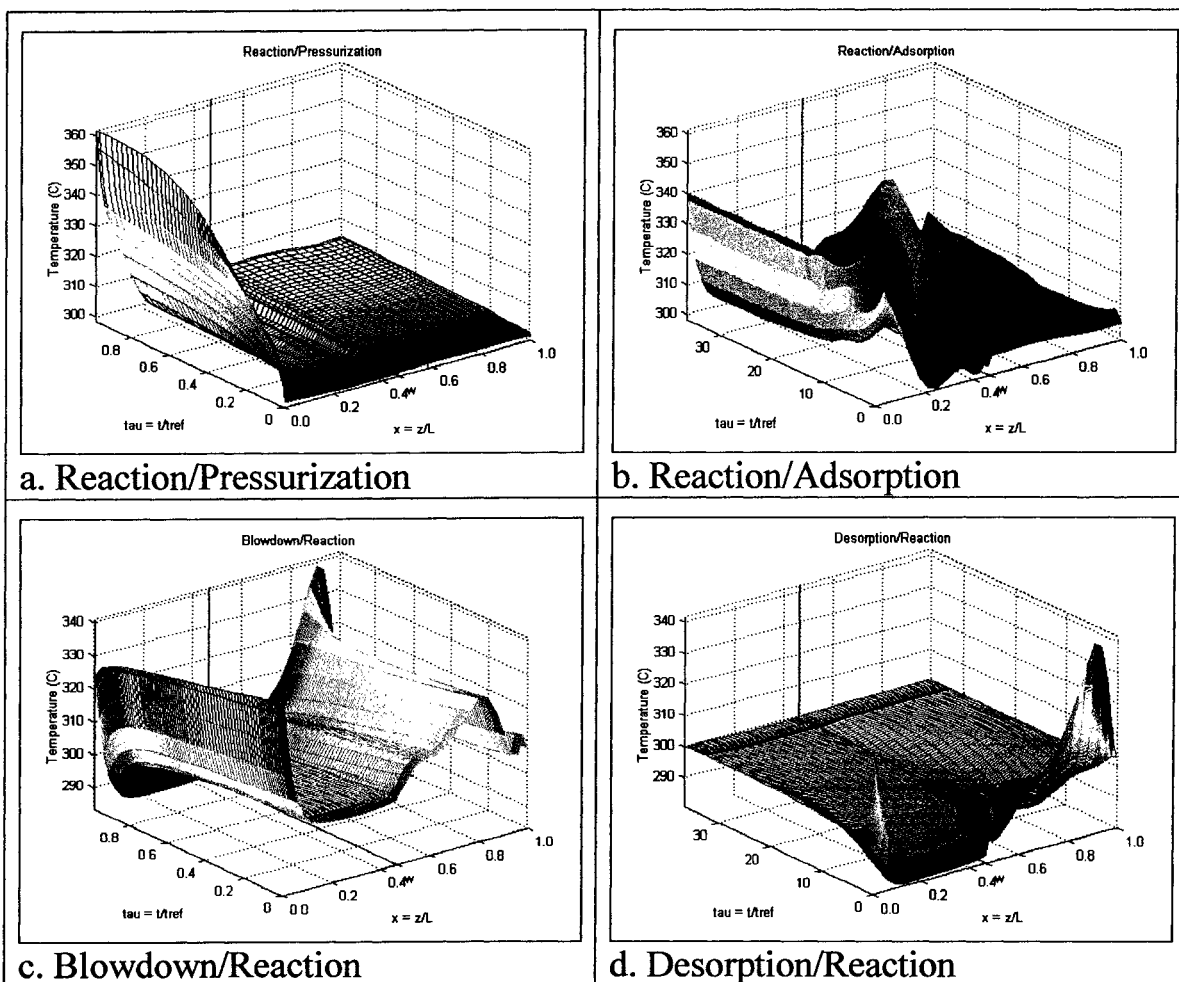 Reaction/Pressurization
Temperature (C)
360
350
340
330
320
310
300
0.8
0.6
0.4
0.2
0
0.0
0.2
0.4
w
0.6
0.8
1.0
tau = t/tref
x = z/L
a. Reaction/Pressurization
Reaction/Adsorption
Temperature (C)
360
350
340
330
320
310
300
30
20
10
0
0.0
0.2
0.4
w
0.6
0.8
1.0
tau = t/tref
x = z/L
b. Reaction/Adsorption
Blowdown/Reaction
Temperature (C)
340
330
320
310
300
290
0.8
0.6
0.4
0.2
0
0.0
0.2
0.4
w
0.6
0.8
1.0
tau = t/tref
x = z/L
c. Blowdown/Reaction
Desorption/Reaction
Temperature (C)
340
330
320
310
300
290
30
20
10
0
0.0
0.2
0.4
w
0.6
0.8
1.0
tau = t/tref
x = z/L
d. Desorption/Reaction